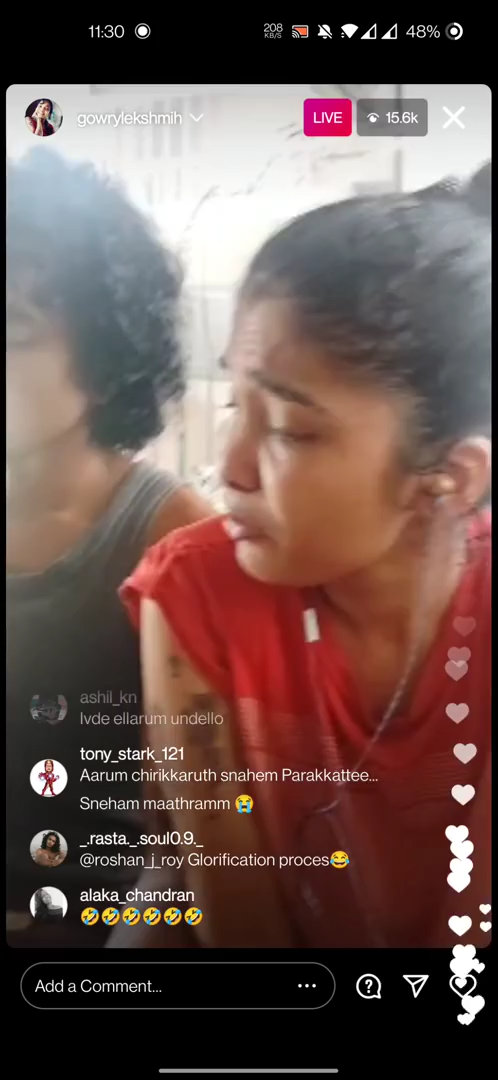 11:30
208
KB/S
48%
gowrylekshmih
LIVE
15.6k
ashil_kn
Ivde ellarum undello
tony_stark_121
Aarum chirikkaruth snahem Parakkattee...
Sneham maathramm 😭
_.rasta._.soul0.9._
@roshan_j_roy Glorification proces😂
alaka_chandran
🤣🤣🤣🤣🤣🤣
Add a Comment...